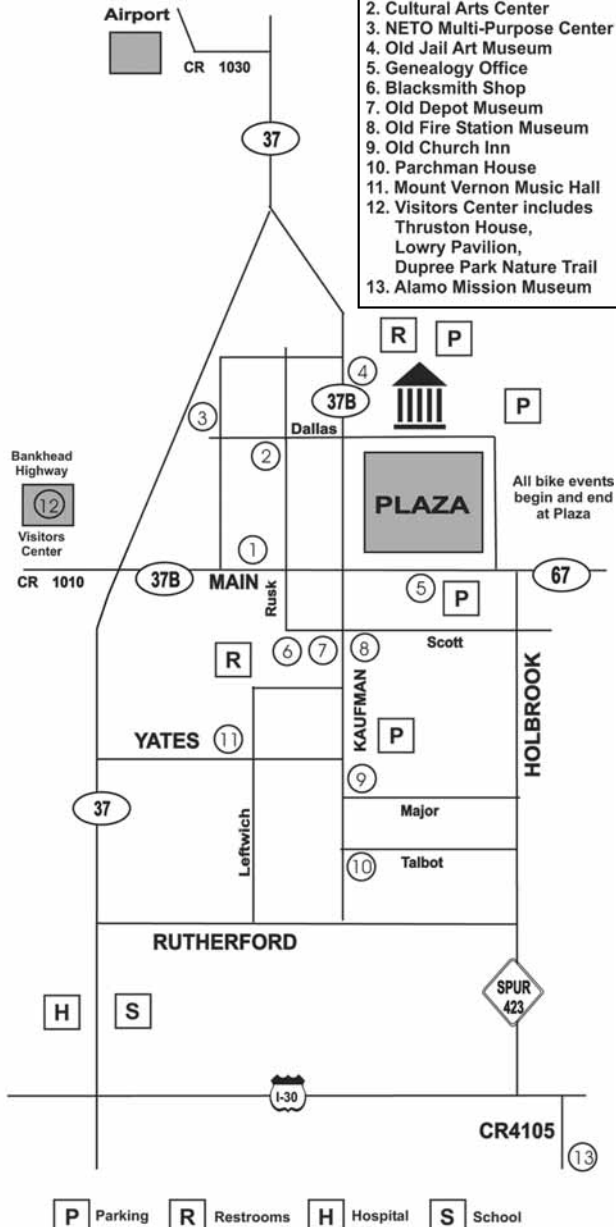 Airport
CR 1030
37
2. Cultural Arts Center
3. NETO Multi-Purpose Center
4. Old Jail Art Museum
5. Genealogy Office
6. Blacksmith Shop
7. Old Depot Museum
8. Old Fire Station Museum
9. Old Church Inn
10. Parchman House
11. Mount Vernon Music Hall
12. Visitors Center includes
Thruston House,
Lowry Pavilion,
Dupree Park Nature Trail
13. Alamo Mission Museum
R
P
4
37B
3
P
Dallas
2
Bankhead
Highway
12
Visitors
Center
PLAZA
All bike events
begin and end
at Plaza
1
CR 1010
37B
MAIN
Rusk
5
P
67
R
6
7
8
Scott
KAUFMAN
HOLBROOK
YATES
11
P
9
37
Major
Leftwich
10
Talbot
RUTHERFORD
SPUR
423
H
S
I-30
CR4105
13
P Parking
R Restrooms
H Hospital
S School